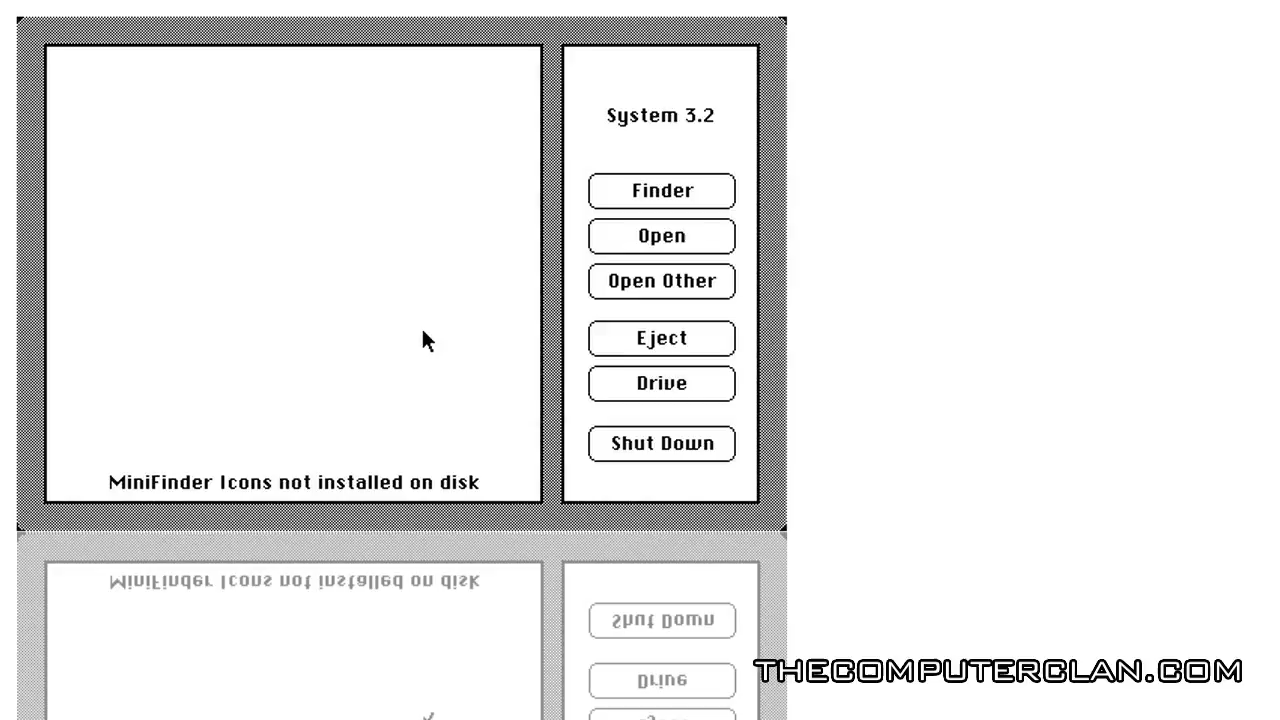 System 3.2
Finder
Open
Open Other
Eject
Drive
Shut Down
MiniFinder Icons not installed on disk
MiniFinder Icons not installed on disk
Shut Down
Drive
THECOMPUTERCLAN.COM